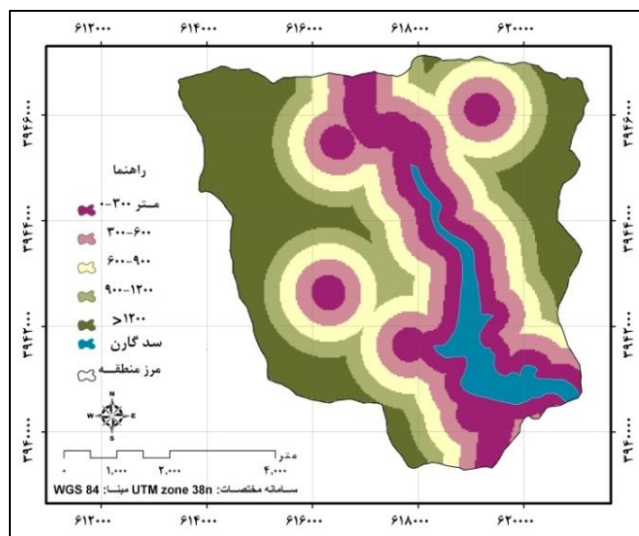 ۶۱۲۰۰۰ ۶۱۴۰۰۰ ۶۱۶۰۰۰ ۶۱۸۰۰۰ ۶۲۰۰۰۰
۳۹۴۶۰۰۰ ۳۹۴۶۰۰۰
۳۹۴۴۰۰۰ ۳۹۴۴۰۰۰
۳۹۴۲۰۰۰ ۳۹۴۲۰۰۰
۳۹۴۰۰۰۰ ۳۹۴۰۰۰۰
راهنما
متر ۳۰۰-۰
۳۰۰-۶۰۰
۶۰۰-۹۰۰
۹۰۰-۱۲۰۰
۱۲۰۰<
سد گارن
مرز منطقه
N
W E
S
متر
۰ ۱،۰۰۰ ۲،۰۰۰ ۴،۰۰۰
سامانه مختصات: UTM zone 38n مبنا: WGS 84
۶۱۲۰۰۰ ۶۱۴۰۰۰ ۶۱۶۰۰۰ ۶۱۸۰۰۰ ۶۲۰۰۰۰